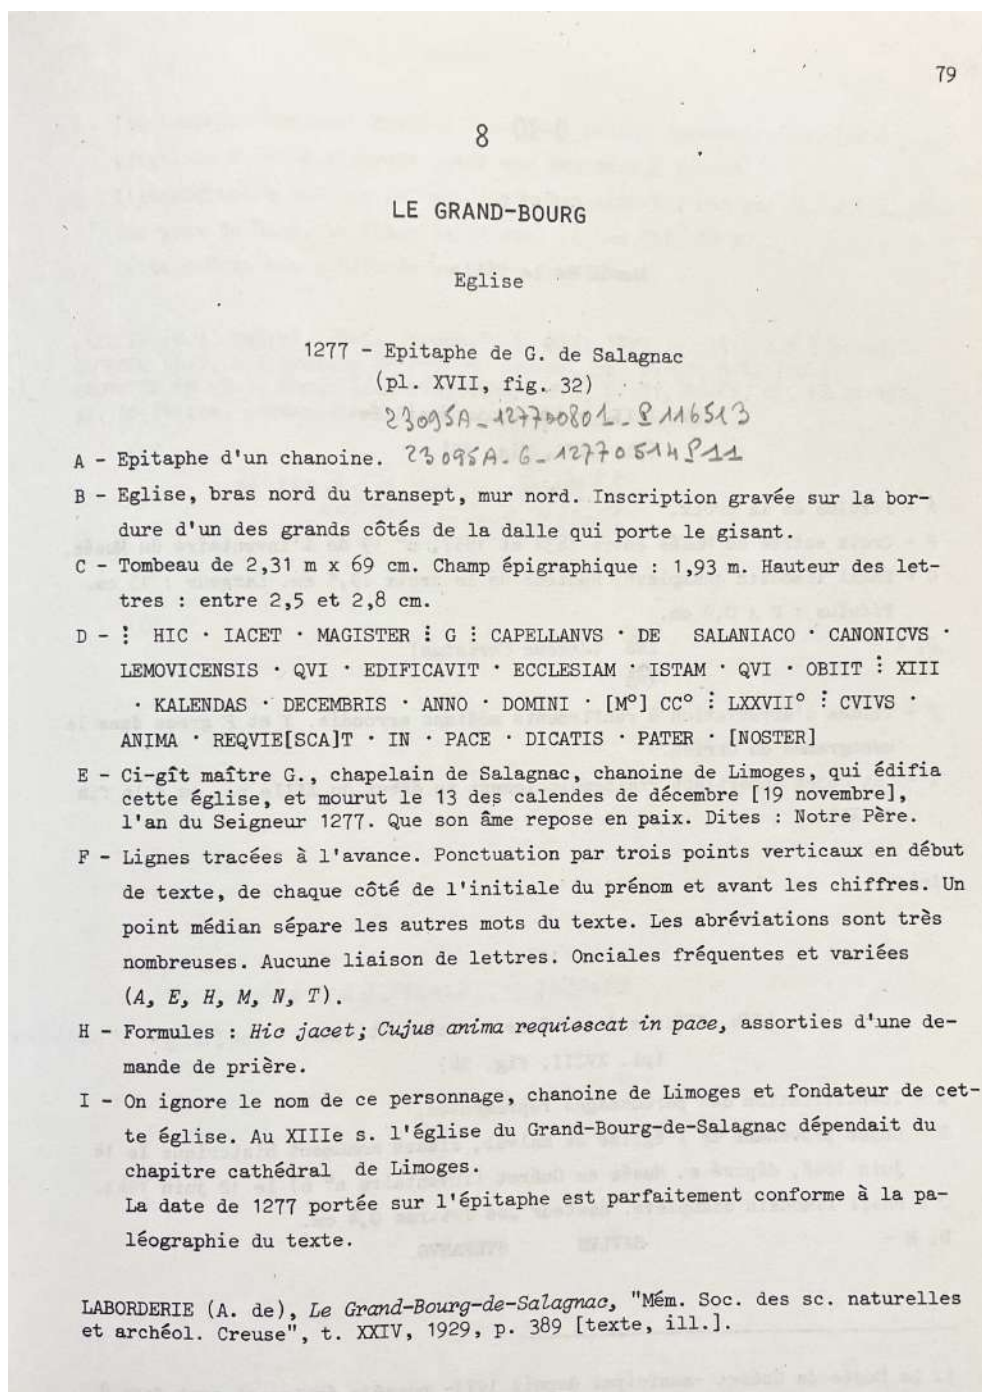 79
8
LE GRAND-BOURG
Eglise
1277 - Epitaphe de G. de Salagnac
(pl. XVII, fig. 32)
23095A_127700801_P116513
A - Epitaphe d'un chanoine. 23095A-G-12770514P11
B - Eglise, bras nord du transept, mur nord. Inscription gravée sur la bor-
dure d'un des grands côtés de la dalle qui porte le gisant.
C - Tombeau de 2,31 m x 69 cm. Champ épigraphique : 1,93 m. Hauteur des let-
tres : entre 2,5 et 2,8 cm.
D - ⋮ HIC · IACET · MAGISTER ⋮ G ⋮ CAPELLANVS · DE SALANIACO · CANONICVS ·
LEMOVICENSIS · QVI · EDIFICAVIT · ECCLESIAM · ISTAM · QVI · OBIIT ⋮ XIII
· KALENDAS · DECEMBRIS · ANNO · DOMINI · [M°] CC° ⋮ LXXVII° ⋮ CVIVS ·
ANIMA · REQVIE[SCA]T · IN · PACE · DICATIS · PATER · [NOSTER]
E - Ci-gît maître G., chapelain de Salagnac, chanoine de Limoges, qui édifia
cette église, et mourut le 13 des calendes de décembre [19 novembre],
l'an du Seigneur 1277. Que son âme repose en paix. Dites : Notre Père.
F - Lignes tracées à l'avance. Ponctuation par trois points verticaux en début
de texte, de chaque côté de l'initiale du prénom et avant les chiffres. Un
point médian sépare les autres mots du texte. Les abréviations sont très
nombreuses. Aucune liaison de lettres. Onciales fréquentes et variées
(A, E, H, M, N, T).
H - Formules : Hic jacet; Cujus anima requiescat in pace, assorties d'une de-
mande de prière.
I - On ignore le nom de ce personnage, chanoine de Limoges et fondateur de cet-
te église. Au XIIIe s. l'église du Grand-Bourg-de-Salagnac dépendait du
chapitre cathédral de Limoges.
La date de 1277 portée sur l'épitaphe est parfaitement conforme à la pa-
léographie du texte.
LABORDERIE (A. de), Le Grand-Bourg-de-Salagnac, "Mém. Soc. des sc. naturelles
et archéol. Creuse", t. XXIV, 1929, p. 389 [texte, ill.].